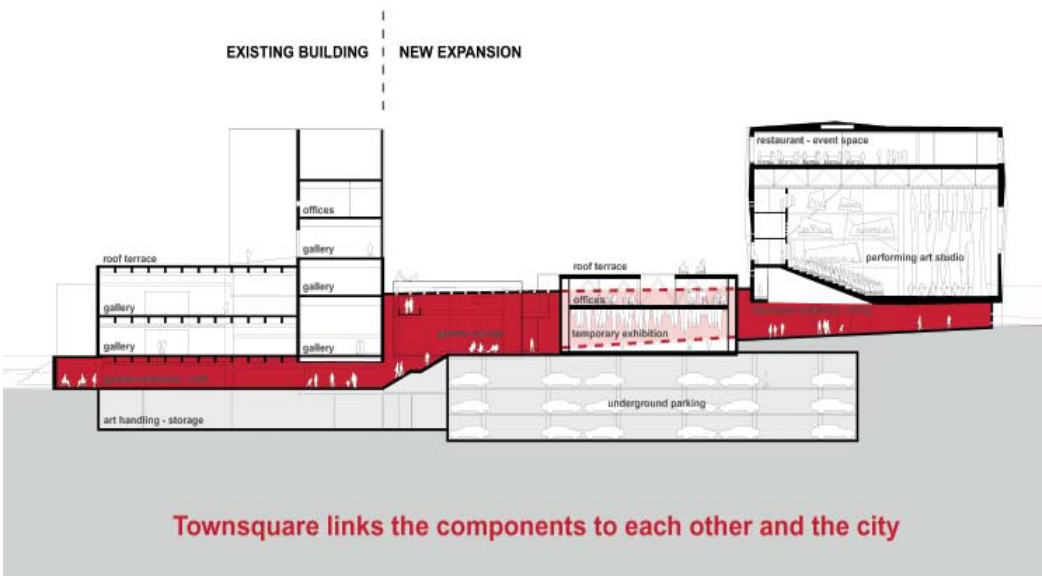 EXISTING BUILDING
NEW EXPANSION
restaurant - event space
offices
gallery
roof terrace
gallery
roof terrace
performing art studio
gallery
offices
gallery
temporary exhibition
gallery
gallery
underground parking
art handling - storage
Townsquare links the components to each other and the city